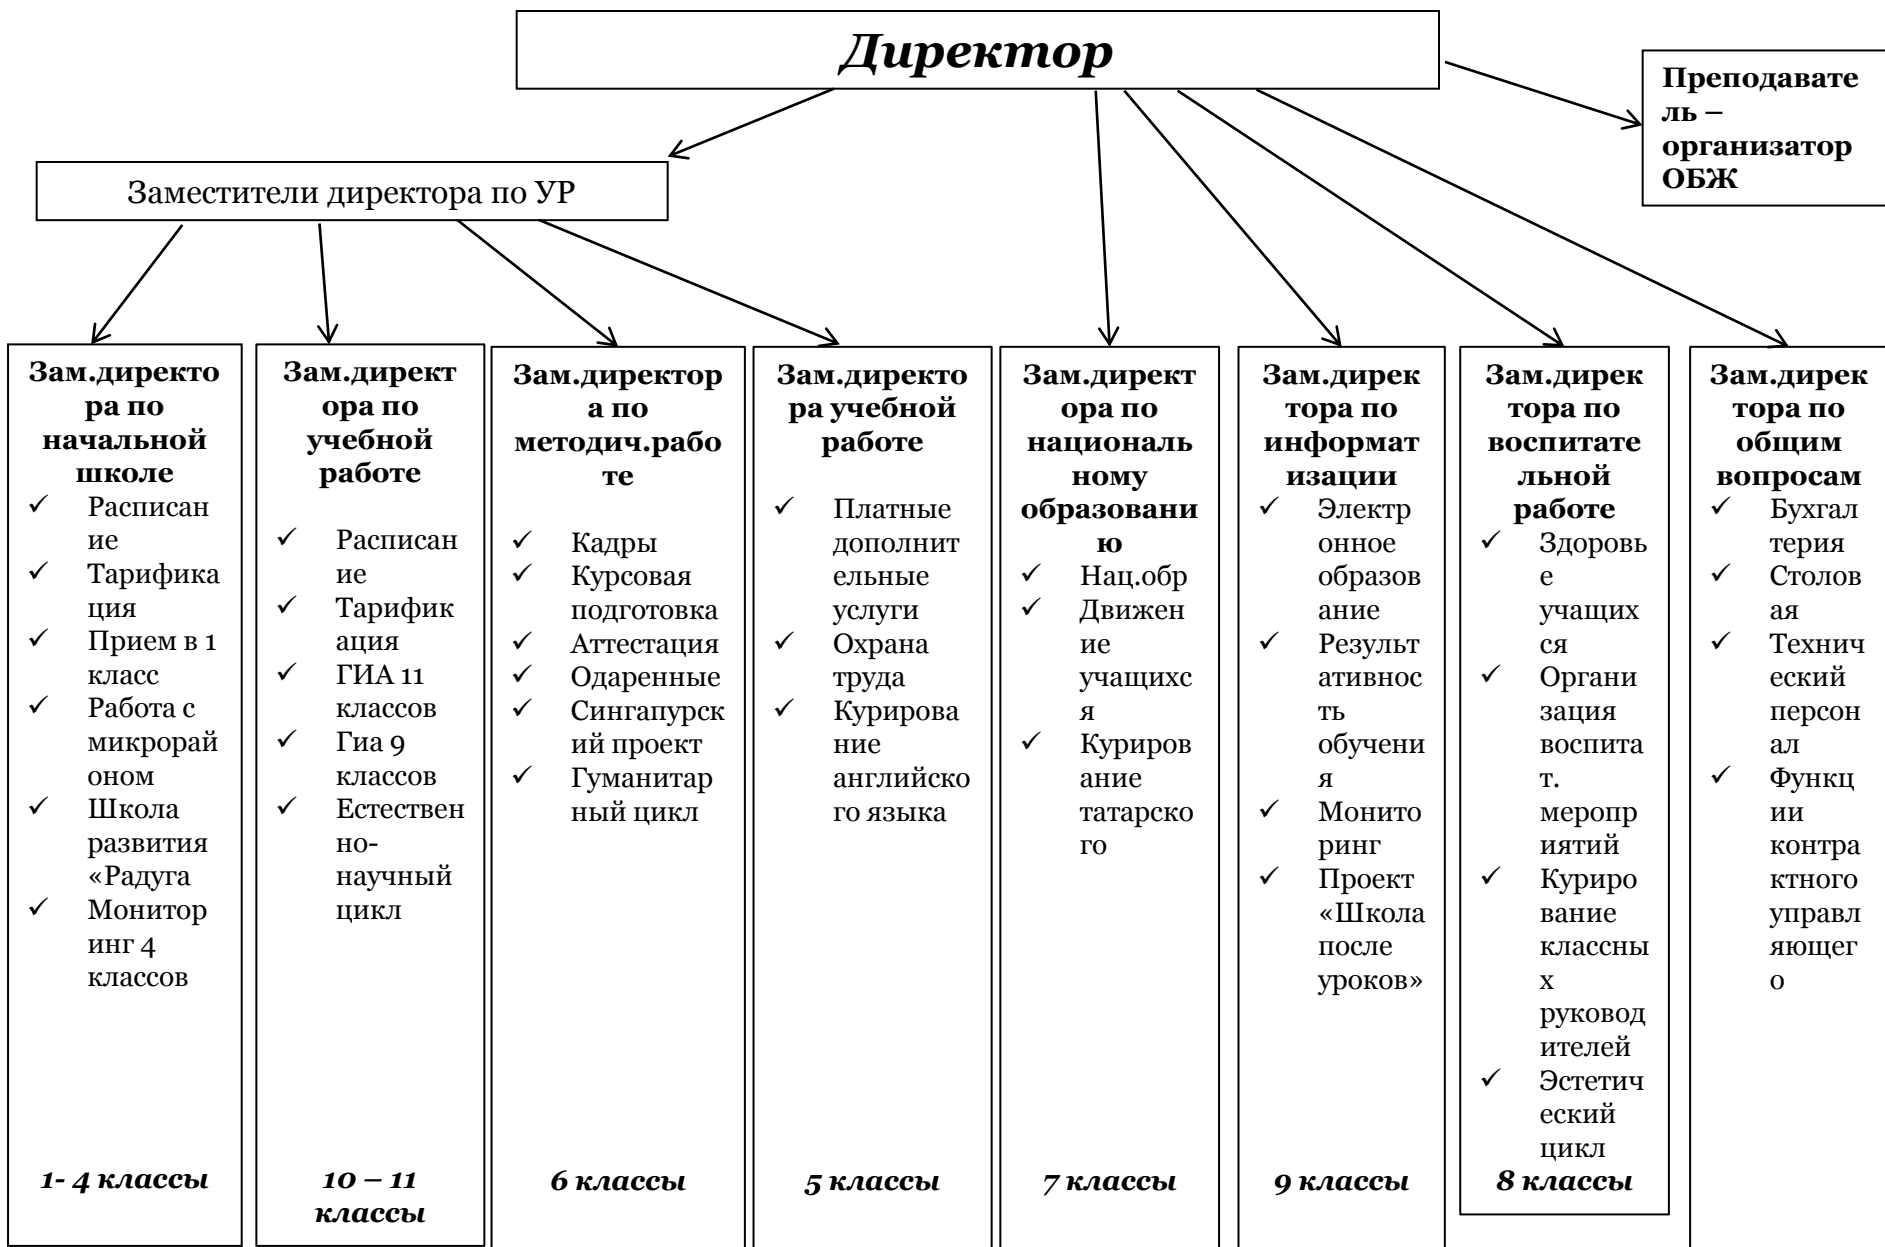 Директор
Преподавате
ль –
организатор
ОБЖ
Заместители директора по УР
Зам.директо
ра по
начальной
школе
Расписан
ие
Тарифика
ция
Прием в 1
класс
Работа с
микрорай
оном
Школа
развития
«Радуга
Монитор
инг 4
классов
1- 4 классы
Зам.директ
ора по
учебной
работе
Расписан
ие
Тарифик
ация
ГИА 11
классов
Гиа 9
классов
Естествен
но-
научный
цикл
10 – 11
классы
Зам.директор
а по
методич.рабо
те
Кадры
Курсовая
подготовка
Аттестация
Одаренные
Сингапурск
ий проект
Гуманитар
ный цикл
6 классы
Зам.директо
ра учебной
работе
Платные
дополнит
ельные
услуги
Охрана
труда
Курирова
ние
английско
го языка
5 классы
Зам.директ
ора по
националь
ному
образовани
ю
Нац.обр
Движен
ие
учащихс
я
Куриров
ание
татарско
го
7 классы
Зам.дирек
тора по
информат
изации
Электр
онное
образов
ание
Результ
ативнос
ть
обучени
я
Монито
ринг
Проект
«Школа
после
уроков»
9 классы
Зам.дирек
тора по
воспитате
льной
работе
Здоровь
е
учащих
ся
Органи
зация
воспита
т.
меропр
иятий
Куриро
вание
классны
х
руковод
ителей
Эстетич
еский
цикл
8 классы
Зам.дирек
тора по
общим
вопросам
Бухгал
терия
Столов
ая
Технич
еский
персон
ал
Функц
ии
контра
ктного
управл
яющег
о